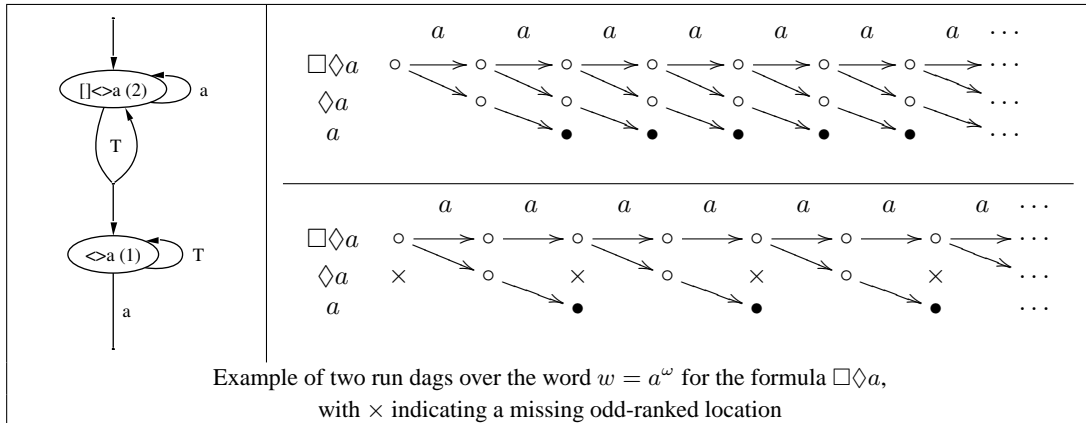 []<>a (2)
a
T
<>a (1)
T
a
a a a a a a a ⋯
□◇a ⋯
◇a ⋯
a ⋯
a a a a a a a ⋯
□◇a ⋯
◇a × × × × ⋯
a ⋯
Example of two run dags over the word w = a^ω for the formula □◇a,
with × indicating a missing odd-ranked location